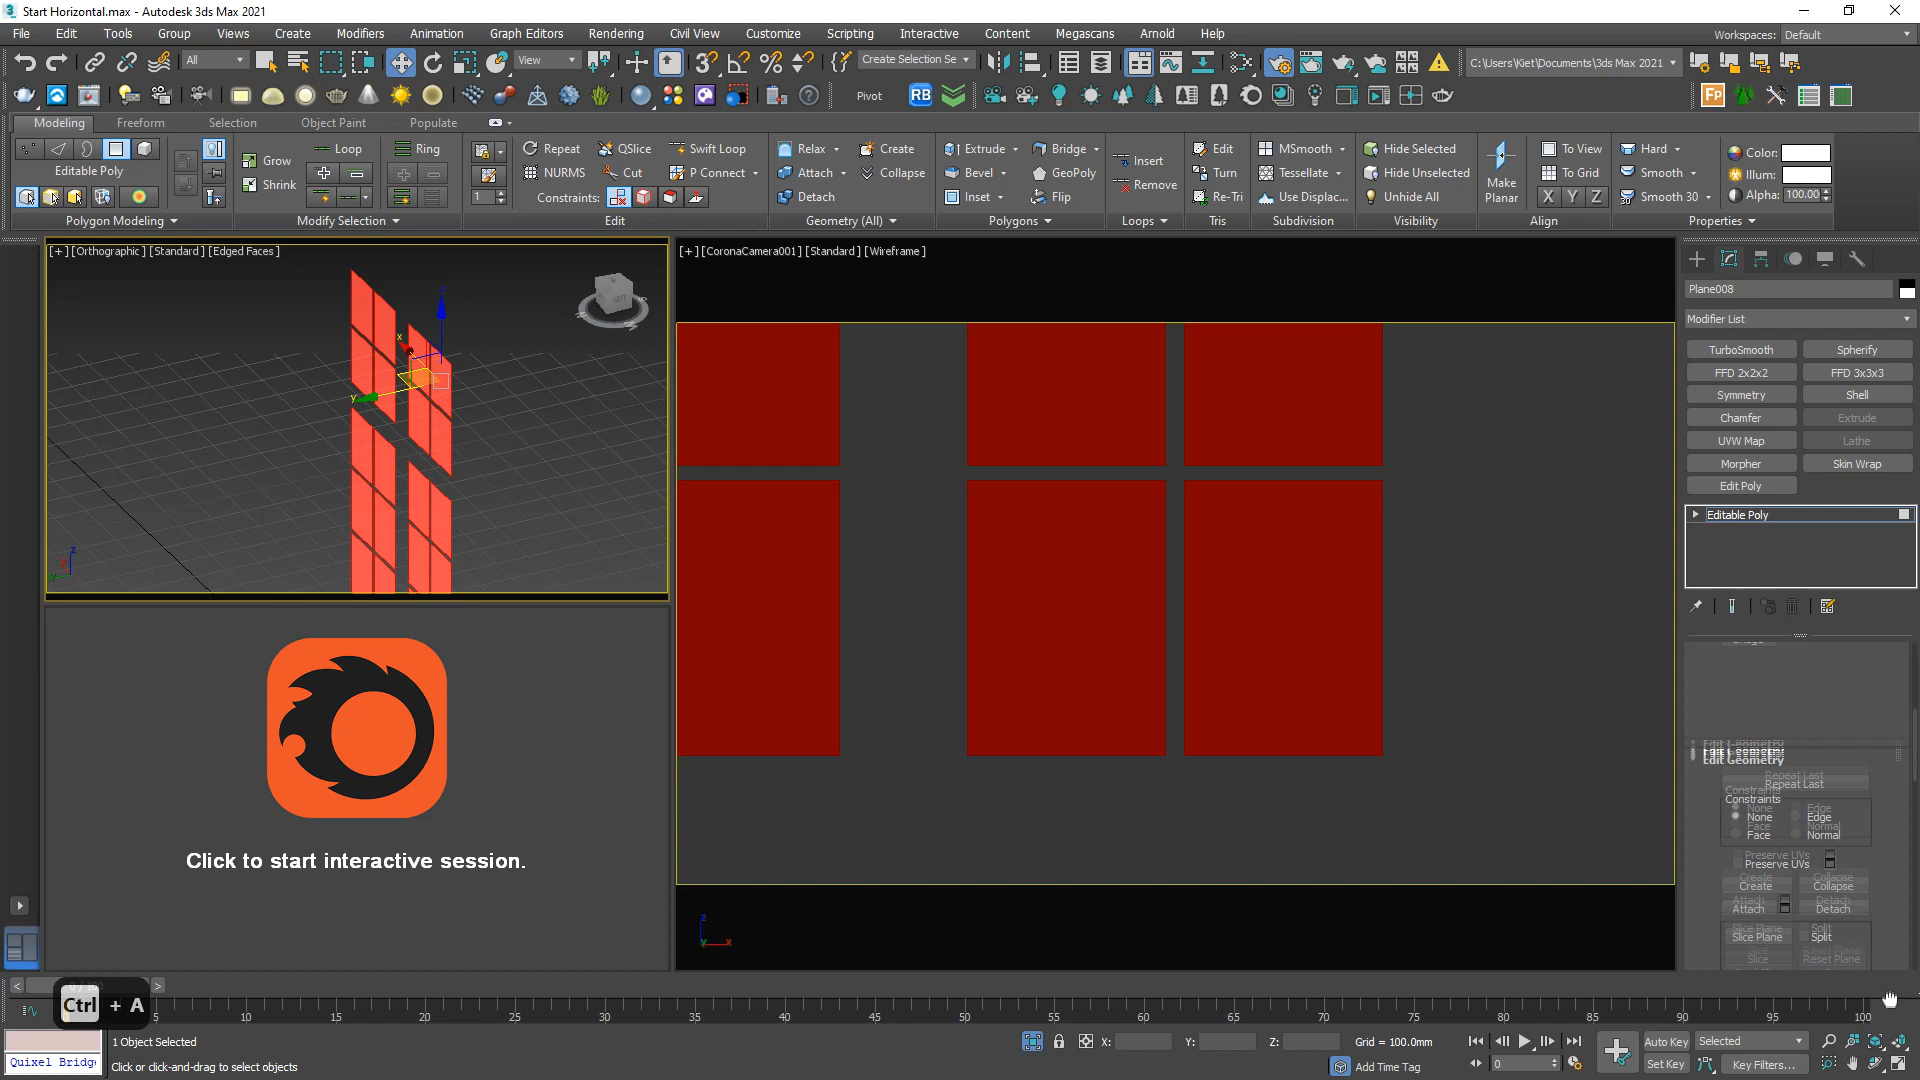 Start Horizontal.max - Autodesk 3ds Max 2021
File Edit Tools Group Views Create Modifiers Animation Graph Editors Rendering Civil View Customize Scripting Interactive Content Megascans Arnold Help
Workspaces: Default
All View Create Selection Se C:\Users\Kiet\Documents\3ds Max 2021
Pivot RB Fp
Modeling Freeform Selection Object Paint Populate
Loop Ring Repeat QSlice Swift Loop Relax Create Extrude Bridge Edit MSmooth Hide Selected To View Hard Color:
Grow Insert
Editable Poly NURMS Cut P Connect Attach Collapse Bevel GeoPoly Turn Tessellate Hide Unselected Make Planar To Grid Smooth Illum:
Shrink Remove
1 Constraints: Detach Inset Flip Re-Tri Use Displac... Unhide All X Y Z Smooth 30 Alpha: 100.00
Polygon Modeling Modify Selection Edit Geometry (All) Polygons Loops Tris Subdivision Visibility Align Properties
[+] [Orthographic] [Standard] [Edged Faces]
[+] [CoronaCamera001] [Standard] [Wireframe]
Plane008
Modifier List
TurboSmooth Spherify
FFD 2x2x2 FFD 3x3x3
Symmetry Shell
Chamfer Extrude
UVW Map Lathe
Morpher Skin Wrap
Edit Poly
Editable Poly
Edit Geometry
Repeat Last
Constraints
None Edge
Face Normal
Preserve UVs
Create Collapse
Attach Detach
Slice Plane Split
Slice Reset Plane
x
y
z
Click to start interactive session.
Ctrl + A
5 10 15 20 25 30 35 40 45 50 55 60 65 70 75 80 85 90 95 100
1 Object Selected X: Y: Z: Grid = 100.0mm Auto Key Selected
Quixel Bridge Click or click-and-drag to select objects Add Time Tag 0 Set Key Key Filters...